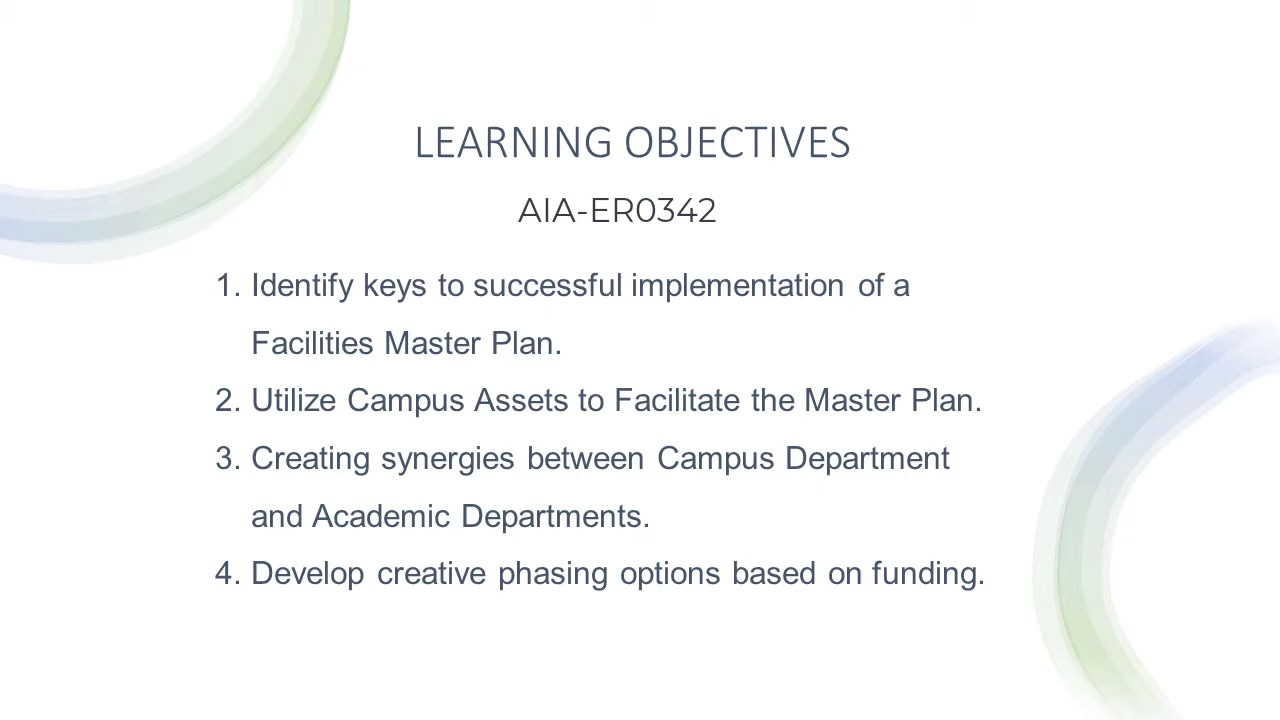 LEARNING OBJECTIVES
AIA-ER0342
1. Identify keys to successful implementation of a
Facilities Master Plan.
2. Utilize Campus Assets to Facilitate the Master Plan.
3. Creating synergies between Campus Department
and Academic Departments.
4. Develop creative phasing options based on funding.